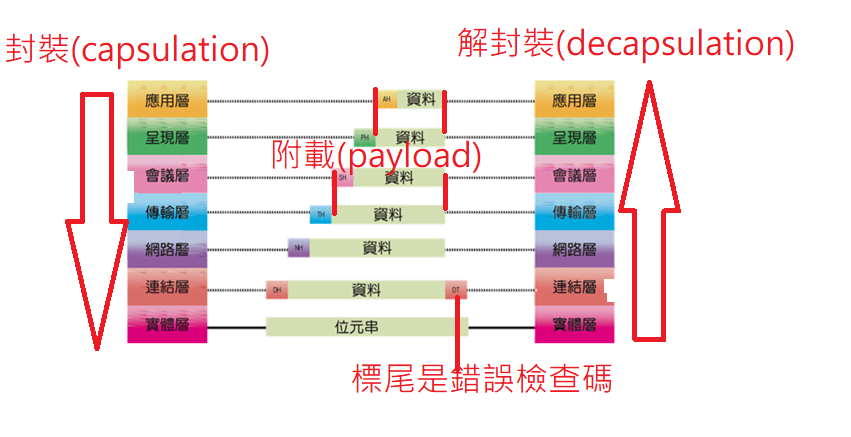 封裝(capsulation)
解封裝(decapsulation)
應用層 AH 資料 應用層
呈現層 PH 資料 呈現層
附載(payload)
會議層 SH 資料 會議層
傳輸層 TH 資料 傳輸層
網路層 NH 資料 網路層
連結層 DH 資料 DT 連結層
實體層 位元串 實體層
標尾是錯誤檢查碼